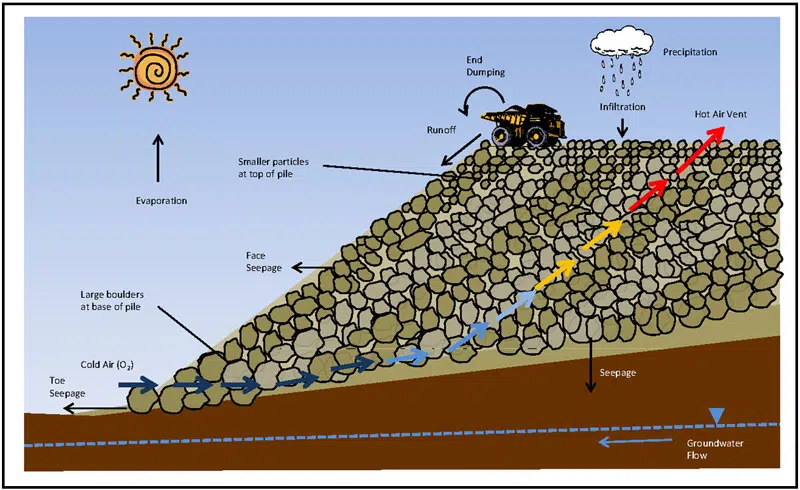 End
Dumping
Precipitation
Infiltration
Hot Air Vent
Runoff
Smaller particles
at top of pile
Evaporation
Face
Seepage
Large boulders
at base of pile
Cold Air (O₂)
Toe
Seepage
Seepage
Groundwater
Flow